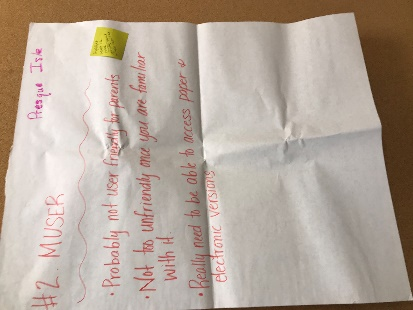 Presque Isle
#2. MUSER
• Probably not user friendly for parents
• Not too unfriendly once you are familiar
with it.
• Really need to be able to access paper &
electronic versions